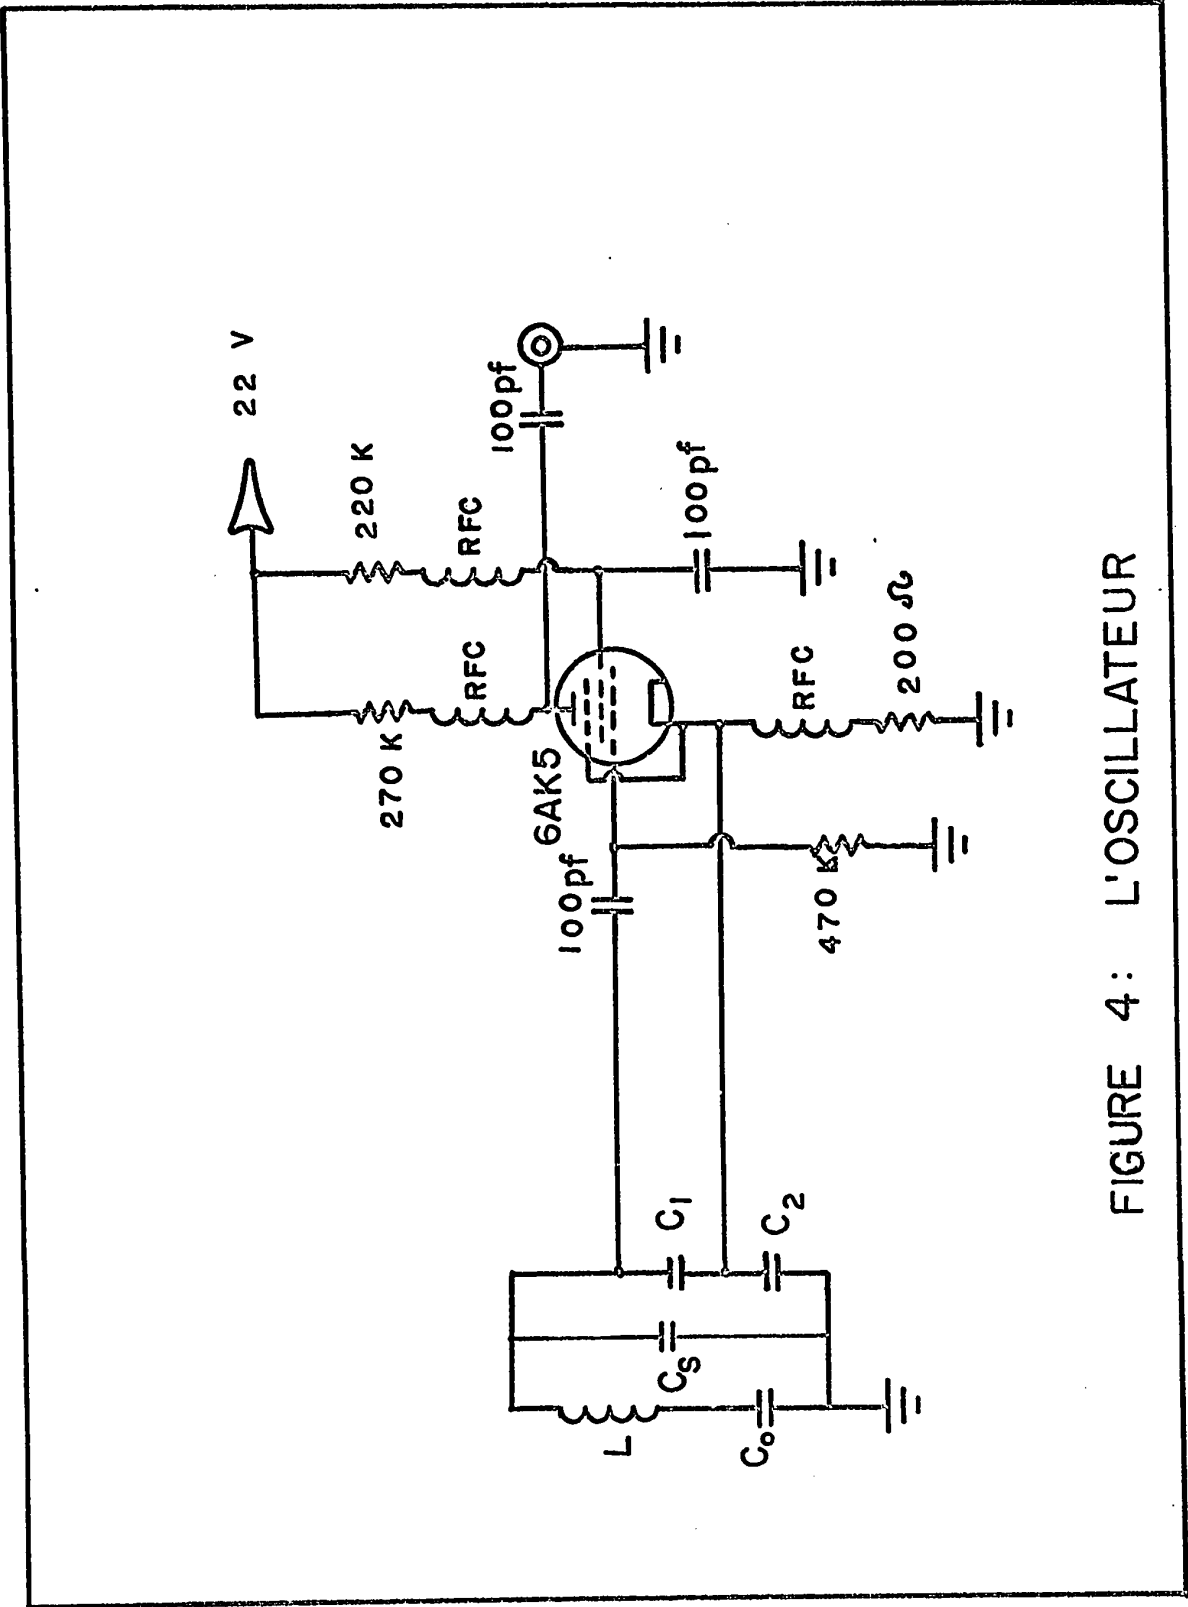 22 V
220 K
270 K
RFC
RFC
100pf
6AK5
100pf
100pf
RFC
200 Ω
470 K
C1
C2
CS
L
Co
FIGURE 4: L'OSCILLATEUR